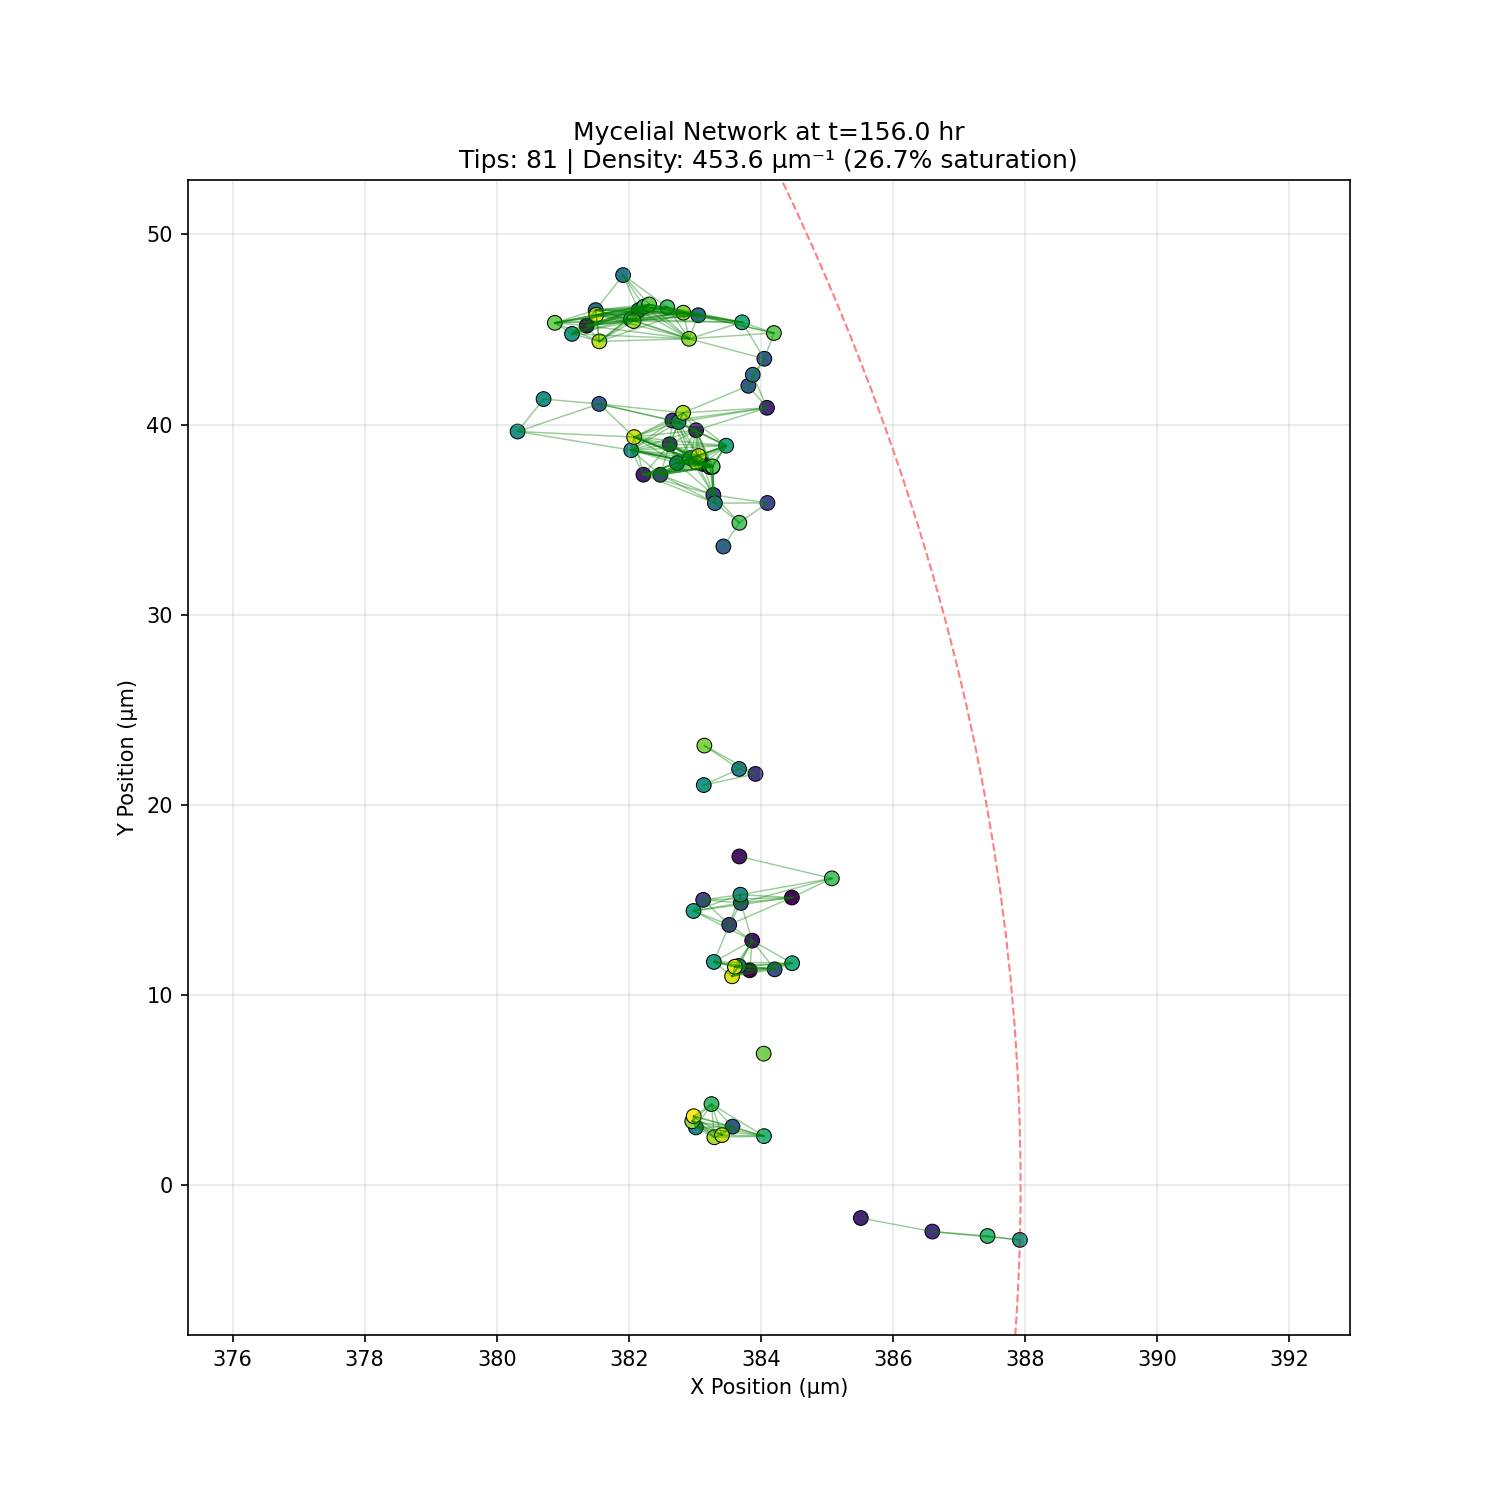 Mycelial Network at t=156.0 hr
Tips: 81 | Density: 453.6 μm⁻¹ (26.7% saturation)
50
40
30
20
10
0
Y Position (μm)
376 378 380 382 384 386 388 390 392
X Position (μm)